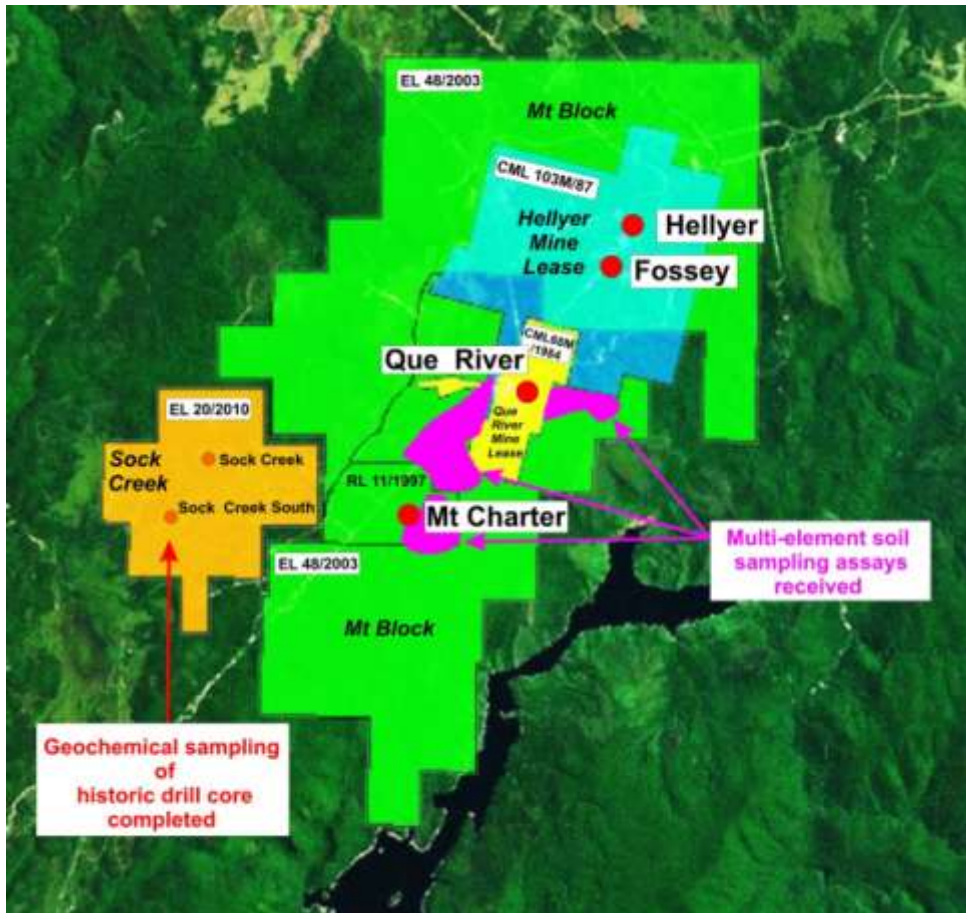 EL 48/2003
Mt Block
CML 103M/87
Hellyer
Mine
Lease
Hellyer
Fossey
CML68M
/1984
Que River
Que
River
Mine
Lease
EL 20/2010
Sock
Creek
Sock Creek
Sock Creek South
RL 11/1997
Mt Charter
EL 48/2003
Mt Block
Multi-element soil
sampling assays
received
Geochemical sampling
of
historic drill core
completed